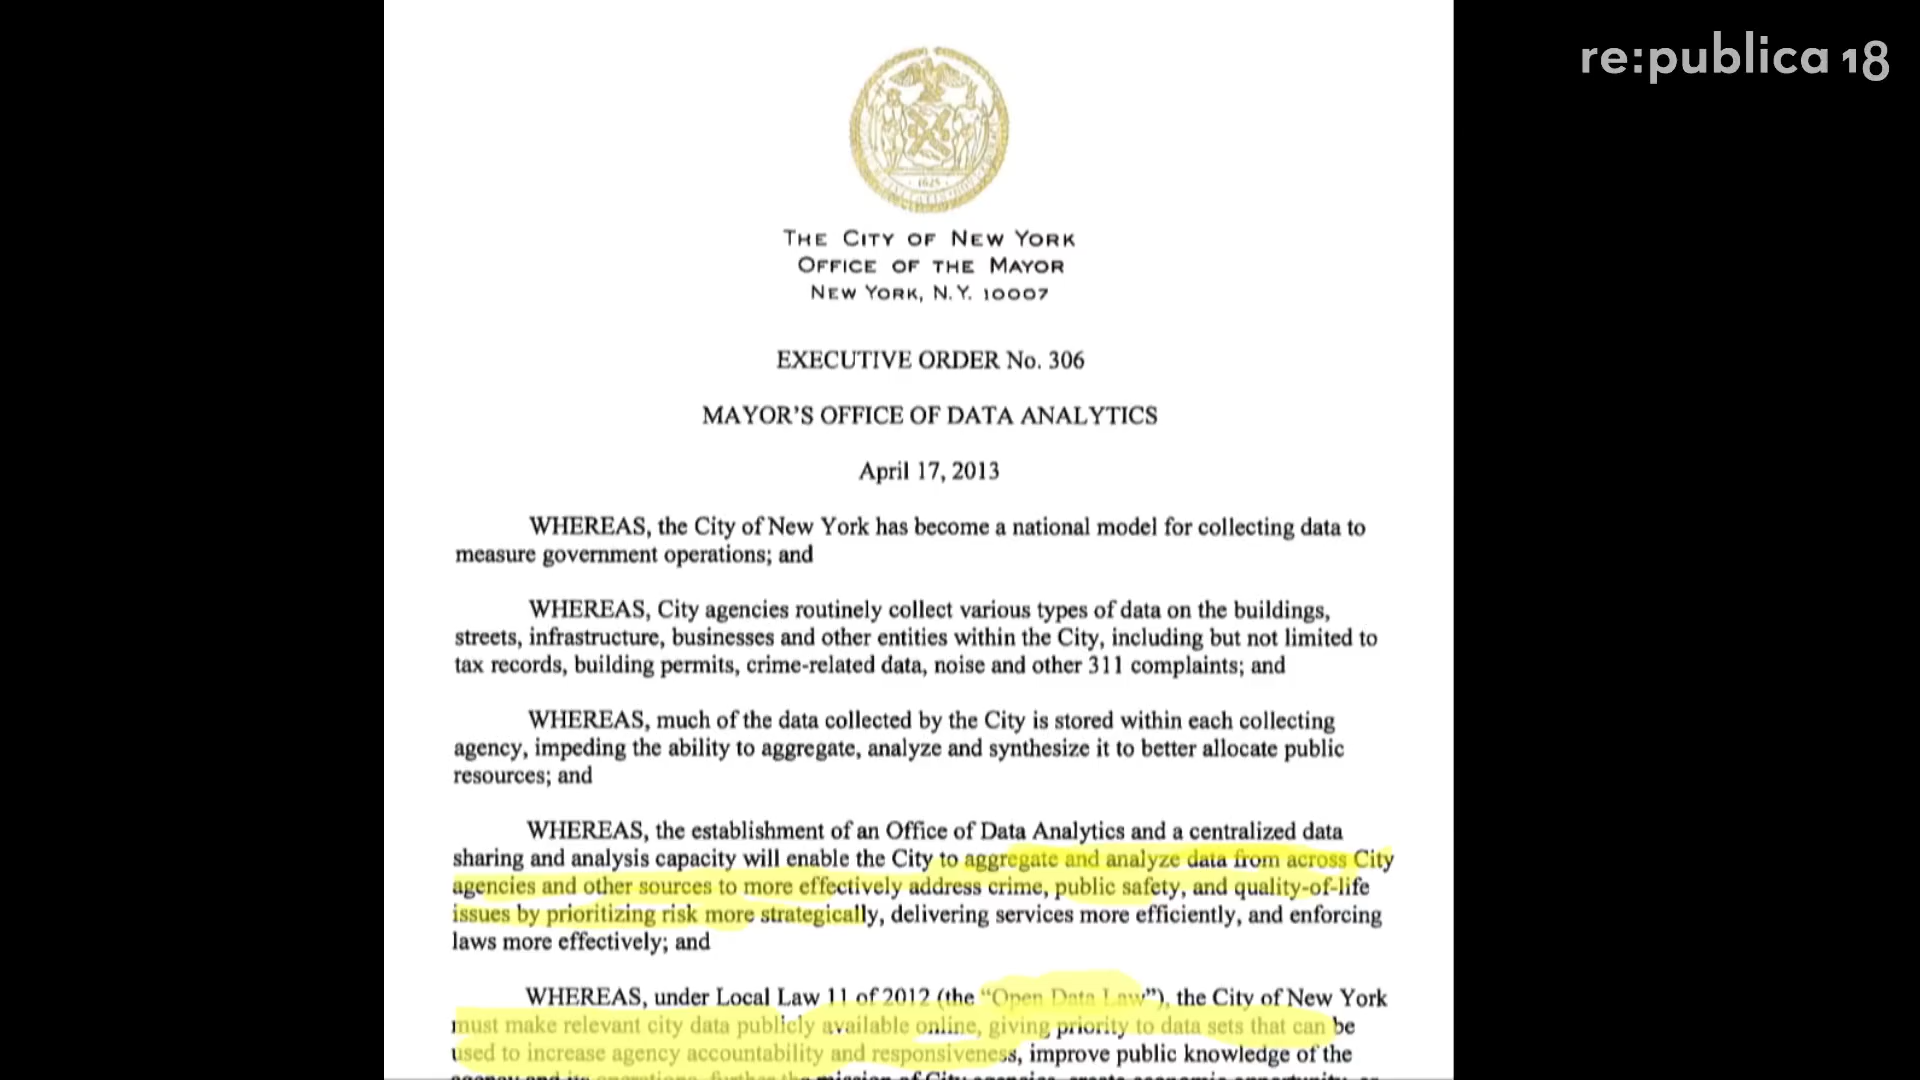 re:publica 18
1625
THE CITY OF NEW YORK
OFFICE OF THE MAYOR
NEW YORK, N.Y. 10007
EXECUTIVE ORDER No. 306
MAYOR'S OFFICE OF DATA ANALYTICS
April 17, 2013
WHEREAS, the City of New York has become a national model for collecting data to
measure government operations; and
WHEREAS, City agencies routinely collect various types of data on the buildings,
streets, infrastructure, businesses and other entities within the City, including but not limited to
tax records, building permits, crime-related data, noise and other 311 complaints; and
WHEREAS, much of the data collected by the City is stored within each collecting
agency, impeding the ability to aggregate, analyze and synthesize it to better allocate public
resources; and
WHEREAS, the establishment of an Office of Data Analytics and a centralized data
sharing and analysis capacity will enable the City to aggregate and analyze data from across City
agencies and other sources to more effectively address crime, public safety, and quality-of-life
issues by prioritizing risk more strategically, delivering services more efficiently, and enforcing
laws more effectively; and
WHEREAS, under Local Law 11 of 2012 (the “Open Data Law”), the City of New York
must make relevant city data publicly available online, giving priority to data sets that can be
used to increase agency accountability and responsiveness, improve public knowledge of the